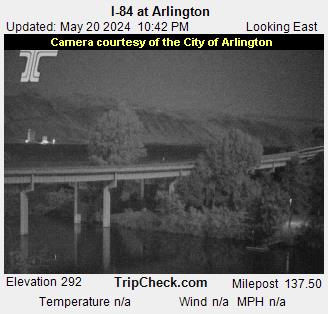 I-84 at Arlington
Updated: May 20 2024 10:42 PM Looking East
Camera courtesy of the City of Arlington
Elevation 292 TripCheck.com Milepost 137.50
Temperature n/a Wind n/a MPH n/a